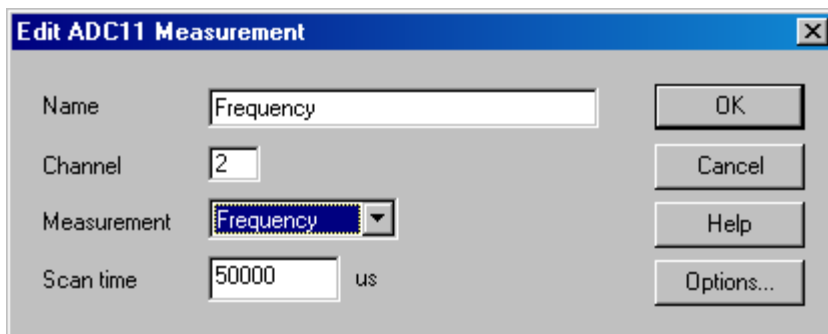 Edit ADC11 Measurement
Name
Frequency
OK
Channel
2
Cancel
Measurement
Frequency
Help
Scan time
50000
us
Options...